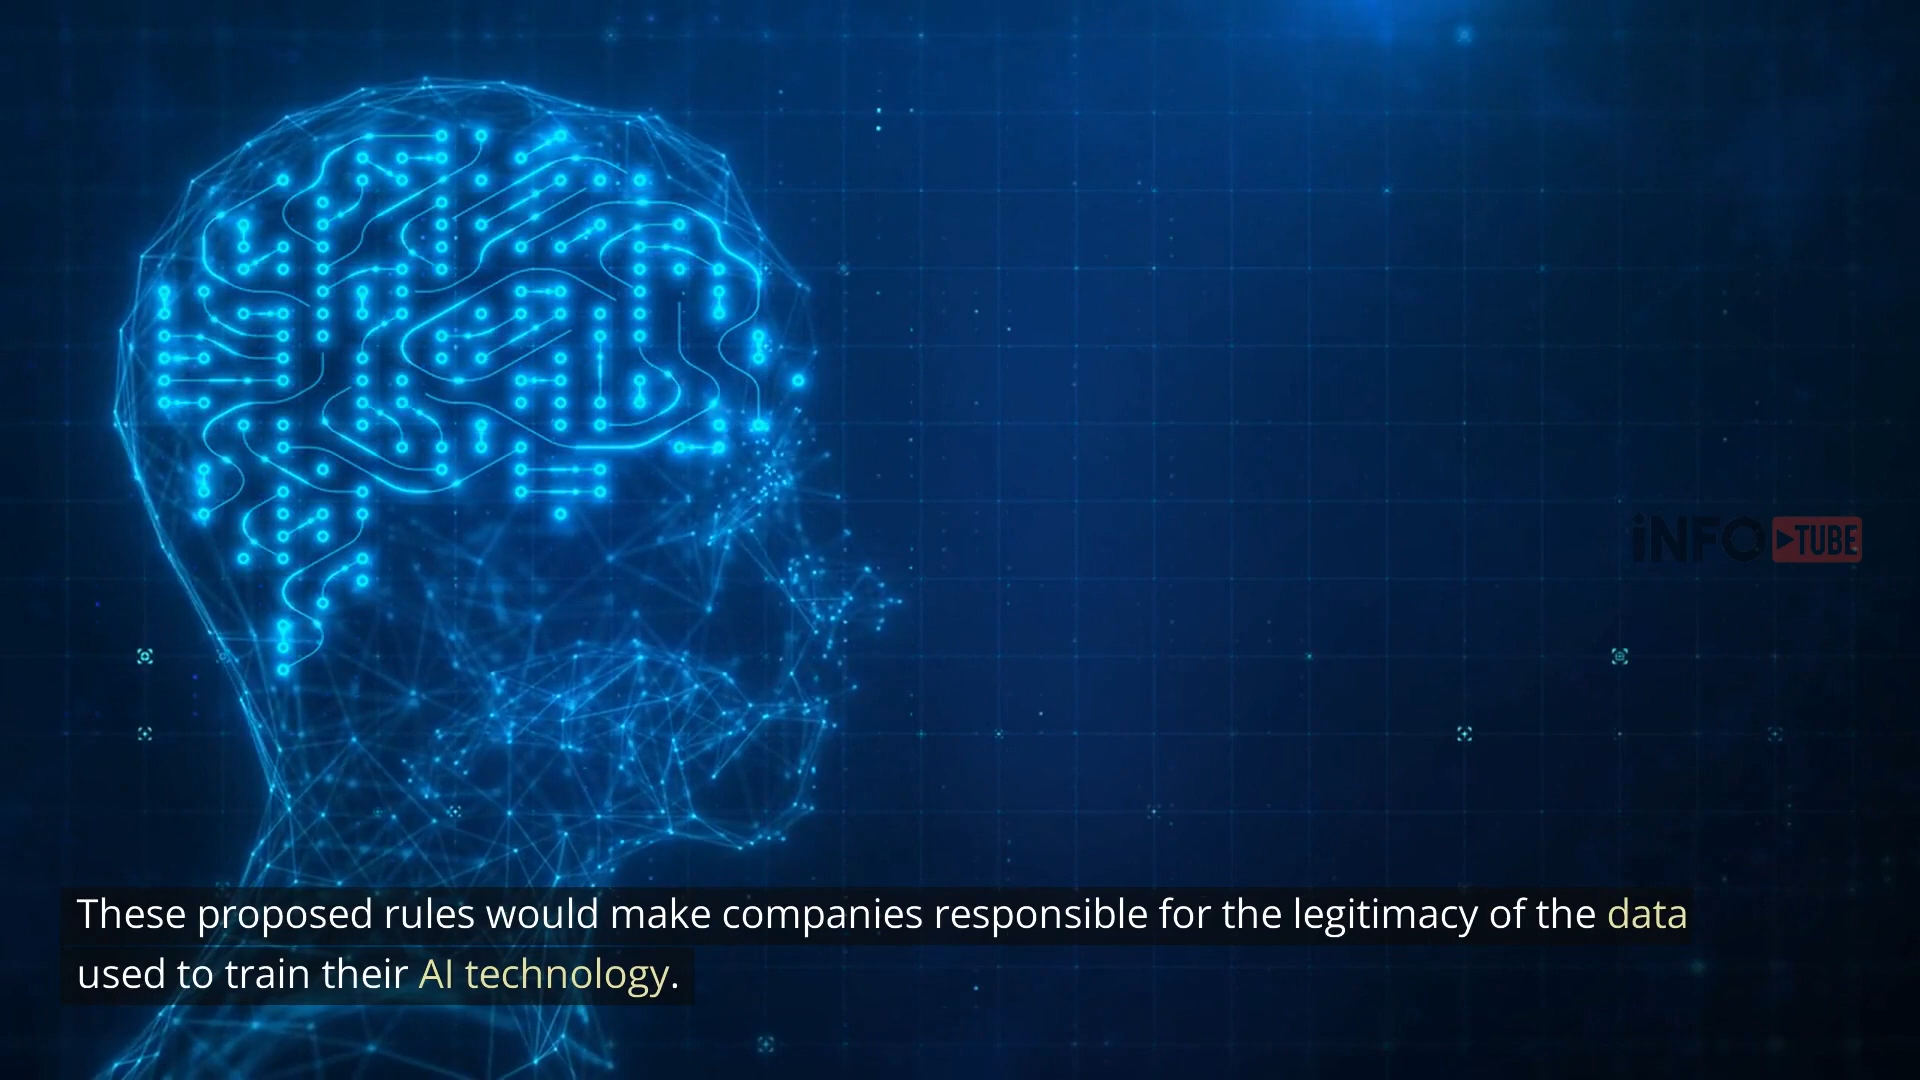 iNFO TUBE
These proposed rules would make companies responsible for the legitimacy of the data
used to train their AI technology.